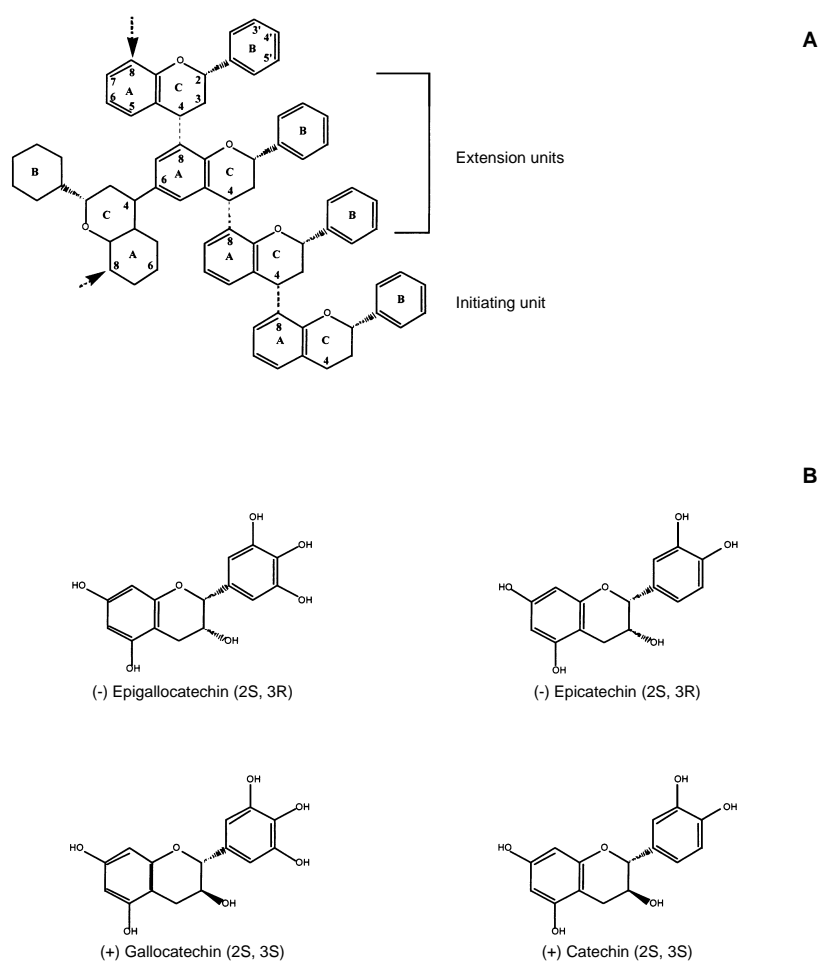 A
3'
4'
B
5'
O
2
8
7
A
C
6
5
4
3
Extension units
B
O
8
B
6
A
C
4
4
C
O
B
8
O
A
A
C
8
6
4
Initiating unit
B
O
8
A
C
4
B
OH
OH
HO
O
OH
OH
OH
(-) Epigallocatechin (2S, 3R)
OH
OH
HO
O
OH
OH
(-) Epicatechin (2S, 3R)
OH
OH
HO
O
OH
OH
OH
(+) Gallocatechin (2S, 3S)
OH
OH
HO
O
OH
OH
(+) Catechin (2S, 3S)